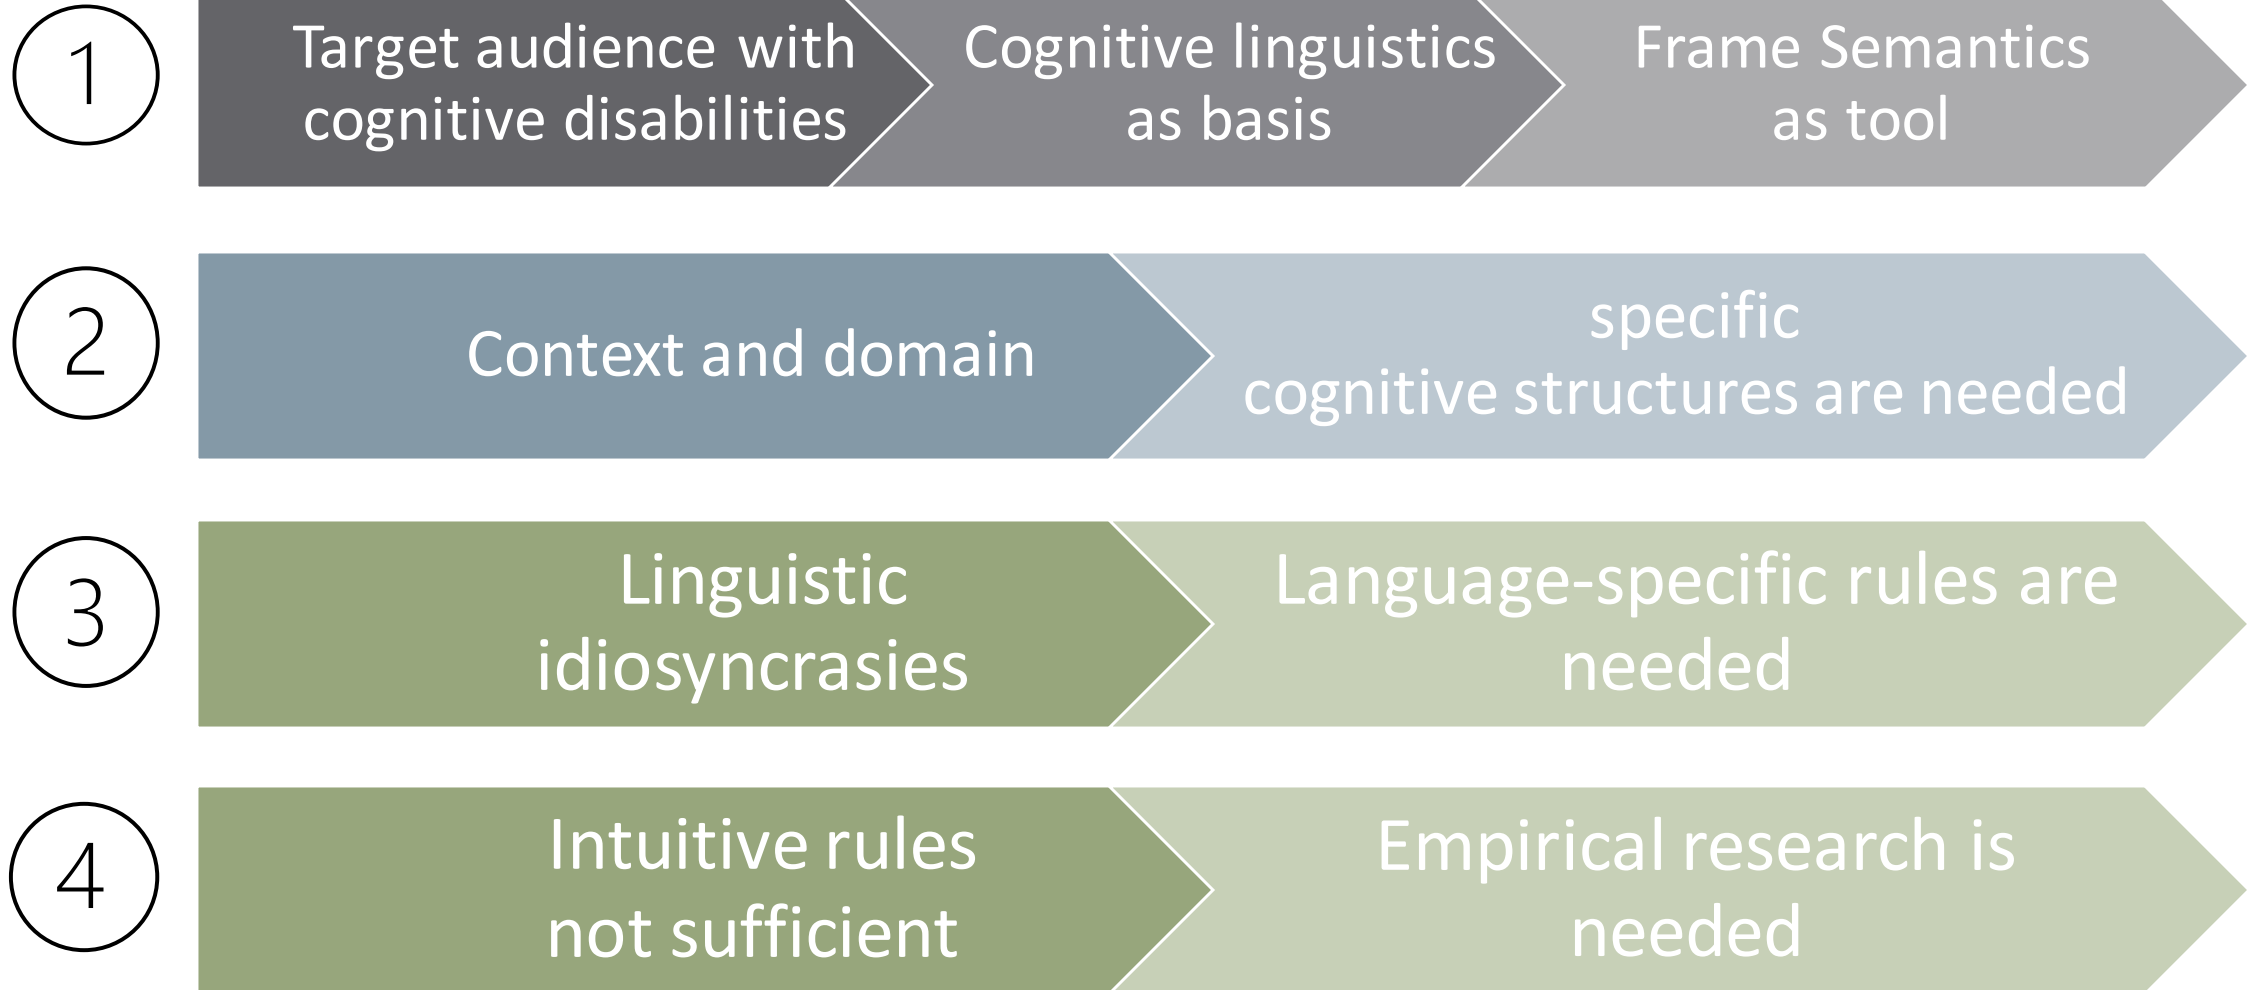 1
Target audience with
cognitive disabilities
Cognitive linguistics
as basis
Frame Semantics
as tool
2
Context and domain
specific
cognitive structures are needed
3
Linguistic
idiosyncrasies
Language-specific rules are
needed
4
Intuitive rules
not sufficient
Empirical research is
needed